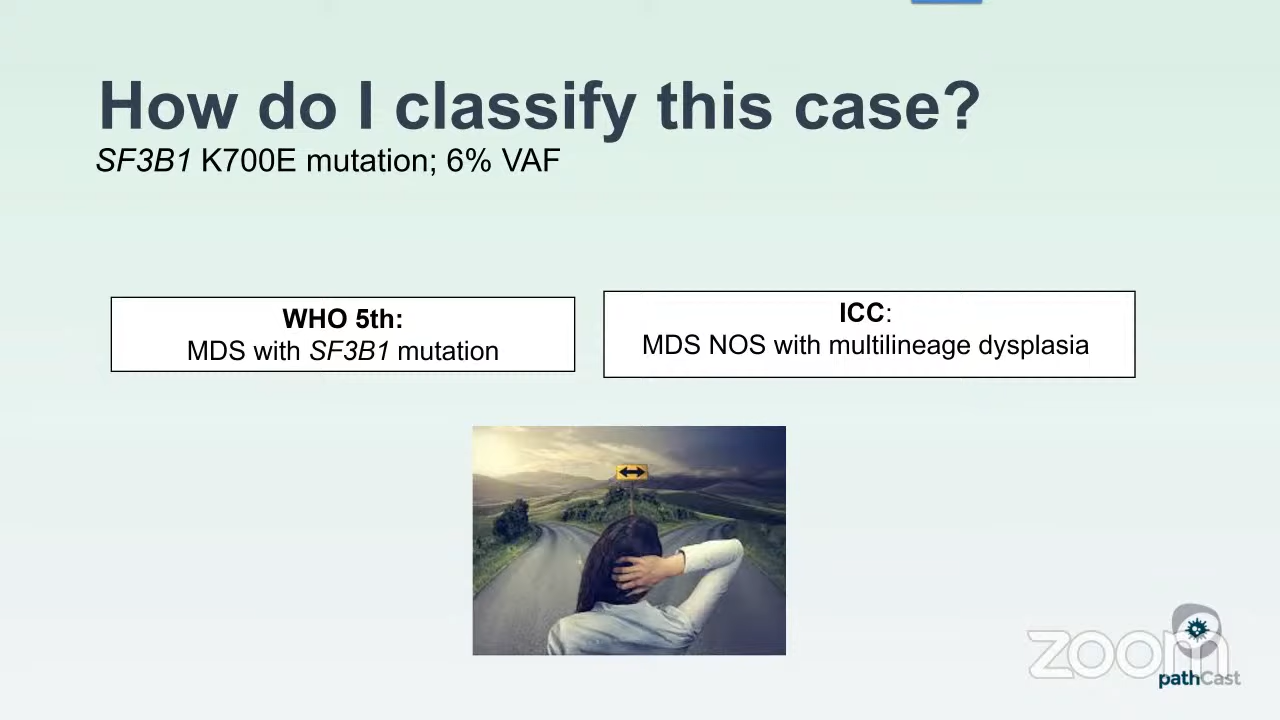 How do I classify this case?
SF3B1 K700E mutation; 6% VAF
WHO 5th:
MDS with SF3B1 mutation
ICC:
MDS NOS with multilineage dysplasia
zoom
pathCast